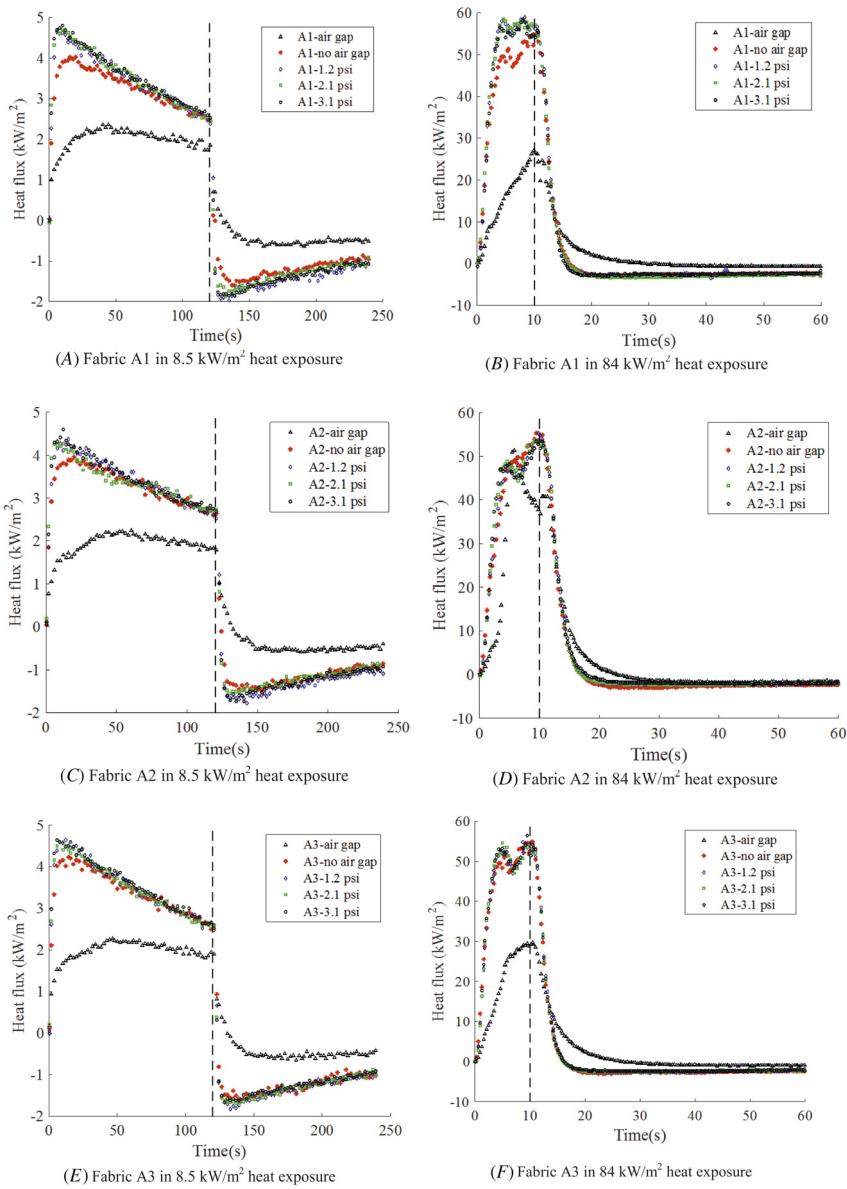 5
4
3
2
1
0
-1
-2
0 50 100 150 200 250
Heat flux (kW/m²)
Time(s)
A1-air gap
A1-no air gap
A1-1.2 psi
A1-2.1 psi
A1-3.1 psi
(A) Fabric A1 in 8.5 kW/m² heat exposure
60
50
40
30
20
10
0
-10
0 10 20 30 40 50 60
Heat flux (kW/m²)
Time(s)
A1-air gap
A1-no air gap
A1-1.2 psi
A1-2.1 psi
A1-3.1 psi
(B) Fabric A1 in 84 kW/m² heat exposure
5
4
3
2
1
0
-1
-2
0 50 100 150 200 250
Heat flux (kW/m²)
Time(s)
A2-air gap
A2-no air gap
A2-1.2 psi
A2-2.1 psi
A2-3.1 psi
(C) Fabric A2 in 8.5 kW/m² heat exposure
60
50
40
30
20
10
0
-10
0 10 20 30 40 50 60
Heat flux (kW/m²)
Time(s)
A2-air gap
A2-no air gap
A2-1.2 psi
A2-2.1 psi
A2-3.1 psi
(D) Fabric A2 in 84 kW/m² heat exposure
5
4
3
2
1
0
-1
-2
0 50 100 150 200 250
Heat flux (kW/m²)
Time(s)
A3-air gap
A3-no air gap
A3-1.2 psi
A3-2.1 psi
A3-3.1 psi
(E) Fabric A3 in 8.5 kW/m² heat exposure
60
50
40
30
20
10
0
-10
0 10 20 30 40 50 60
Heat flux (kW/m²)
Time(s)
A3-air gap
A3-no air gap
A3-1.2 psi
A3-2.1 psi
A3-3.1 psi
(F) Fabric A3 in 84 kW/m² heat exposure